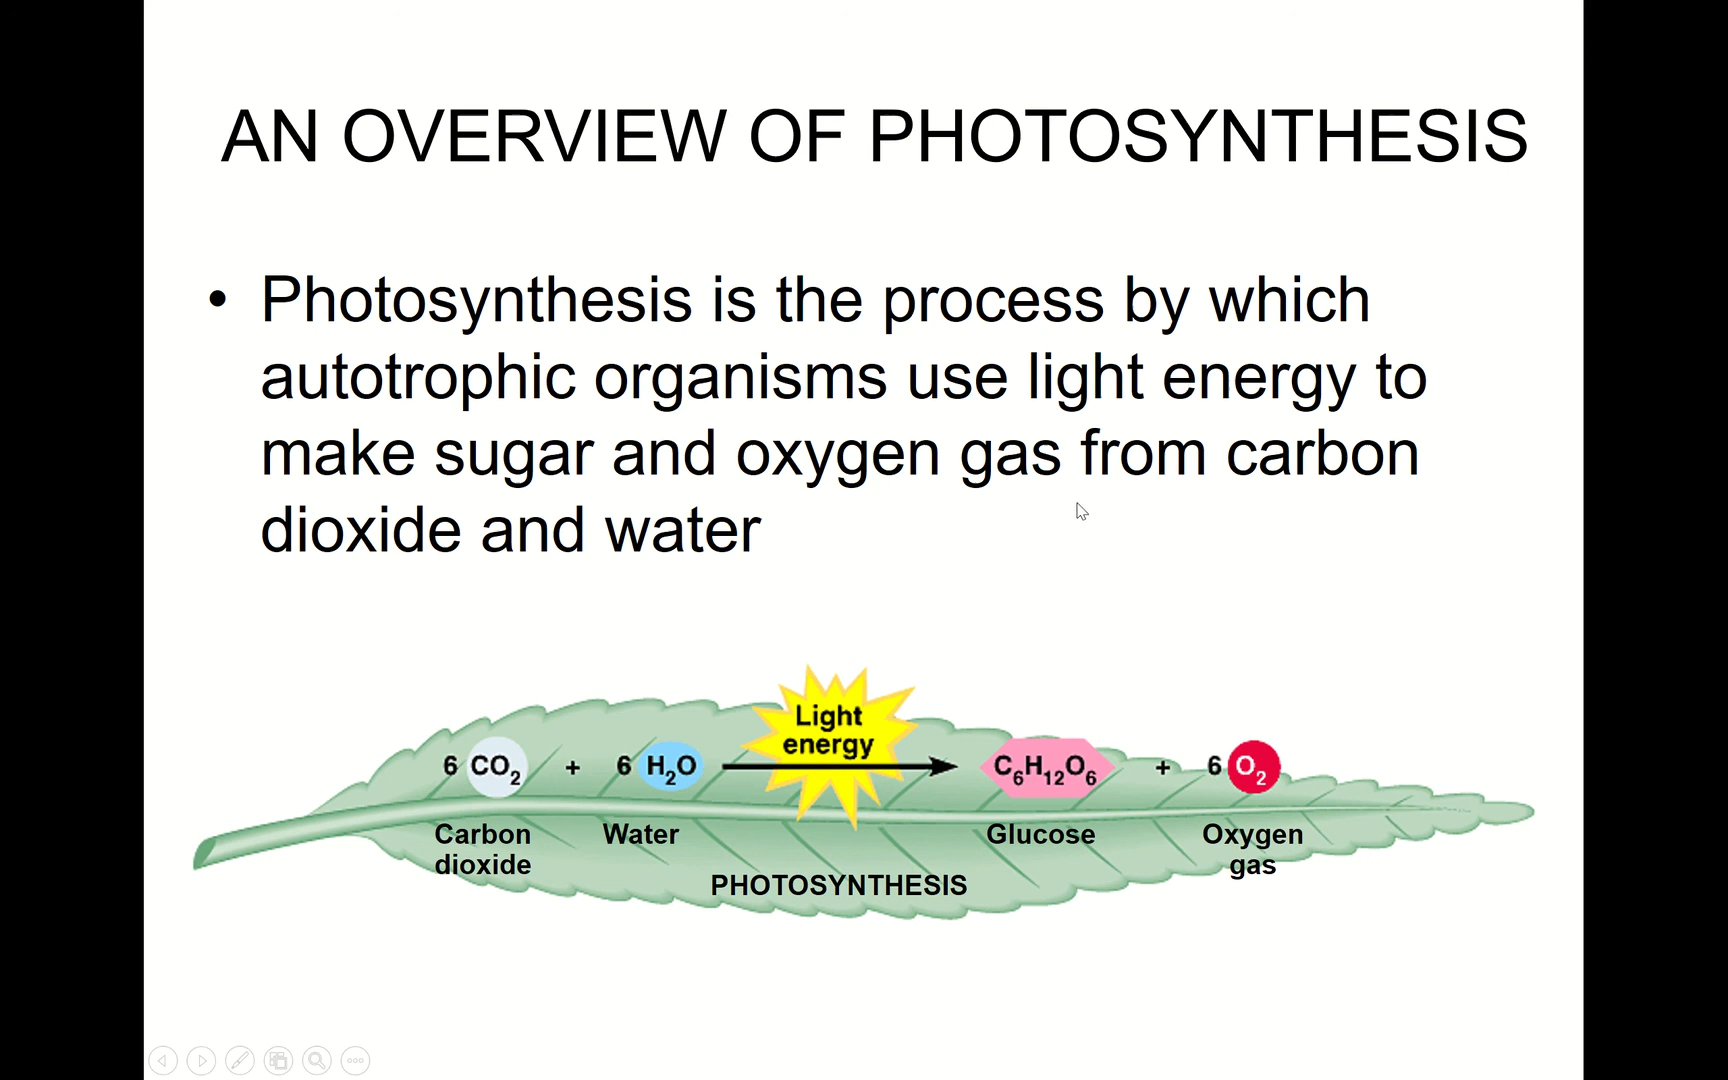 AN OVERVIEW OF PHOTOSYNTHESIS
• Photosynthesis is the process by which
autotrophic organisms use light energy to
make sugar and oxygen gas from carbon
dioxide and water
Light
energy
6 CO₂ + 6 H₂O C₆H₁₂O₆ + 6 O₂
Carbon dioxide
Water
Glucose
Oxygen gas
PHOTOSYNTHESIS